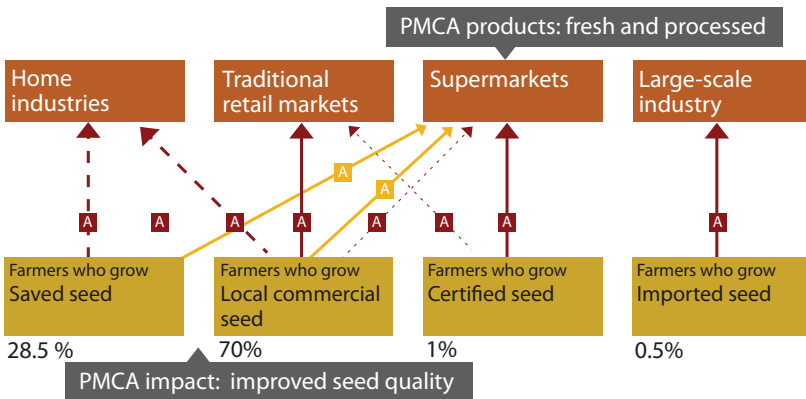 PMCA products: fresh and processed
Home
industries
Traditional
retail markets
Supermarkets
Large-scale
industry
A
A
A
A
A
A
A
A
A
A
Farmers who grow
Saved seed
Farmers who grow
Local commercial
seed
Farmers who grow
Certified seed
Farmers who grow
Imported seed
28.5 %
70%
1%
0.5%
PMCA impact:  improved seed quality